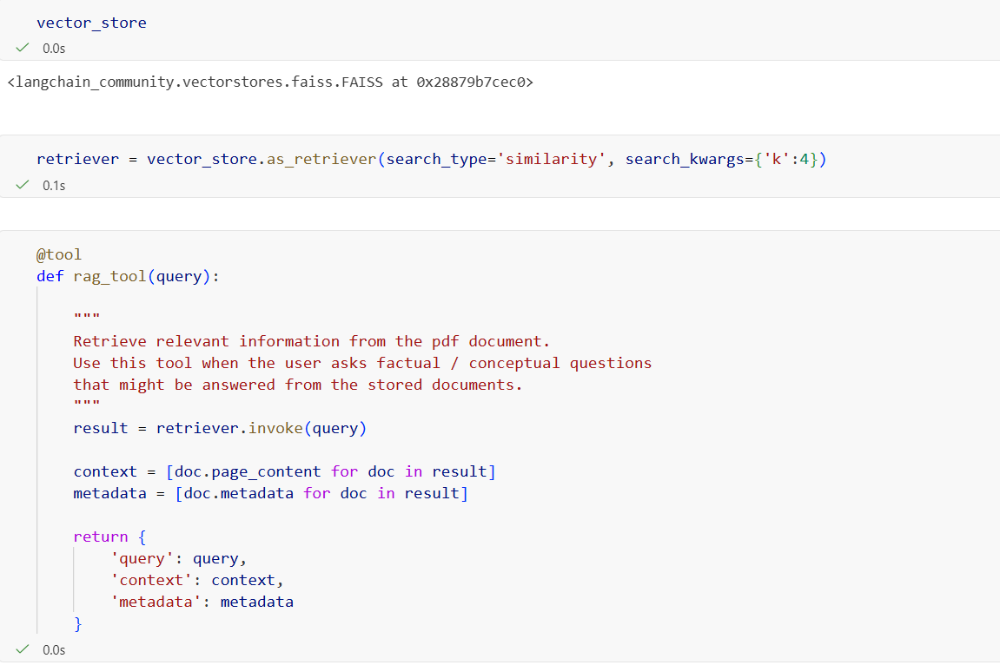 vector_store
0.0s
<langchain_community.vectorstores.faiss.FAISS at 0x28879b7cec0>
retriever = vector_store.as_retriever(search_type='similarity', search_kwargs={'k':4})
0.1s
@tool
def rag_tool(query):
"""
Retrieve relevant information from the pdf document.
Use this tool when the user asks factual / conceptual questions
that might be answered from the stored documents.
"""
result = retriever.invoke(query)
context = [doc.page_content for doc in result]
metadata = [doc.metadata for doc in result]
return {
'query': query,
'context': context,
'metadata': metadata
}
0.0s